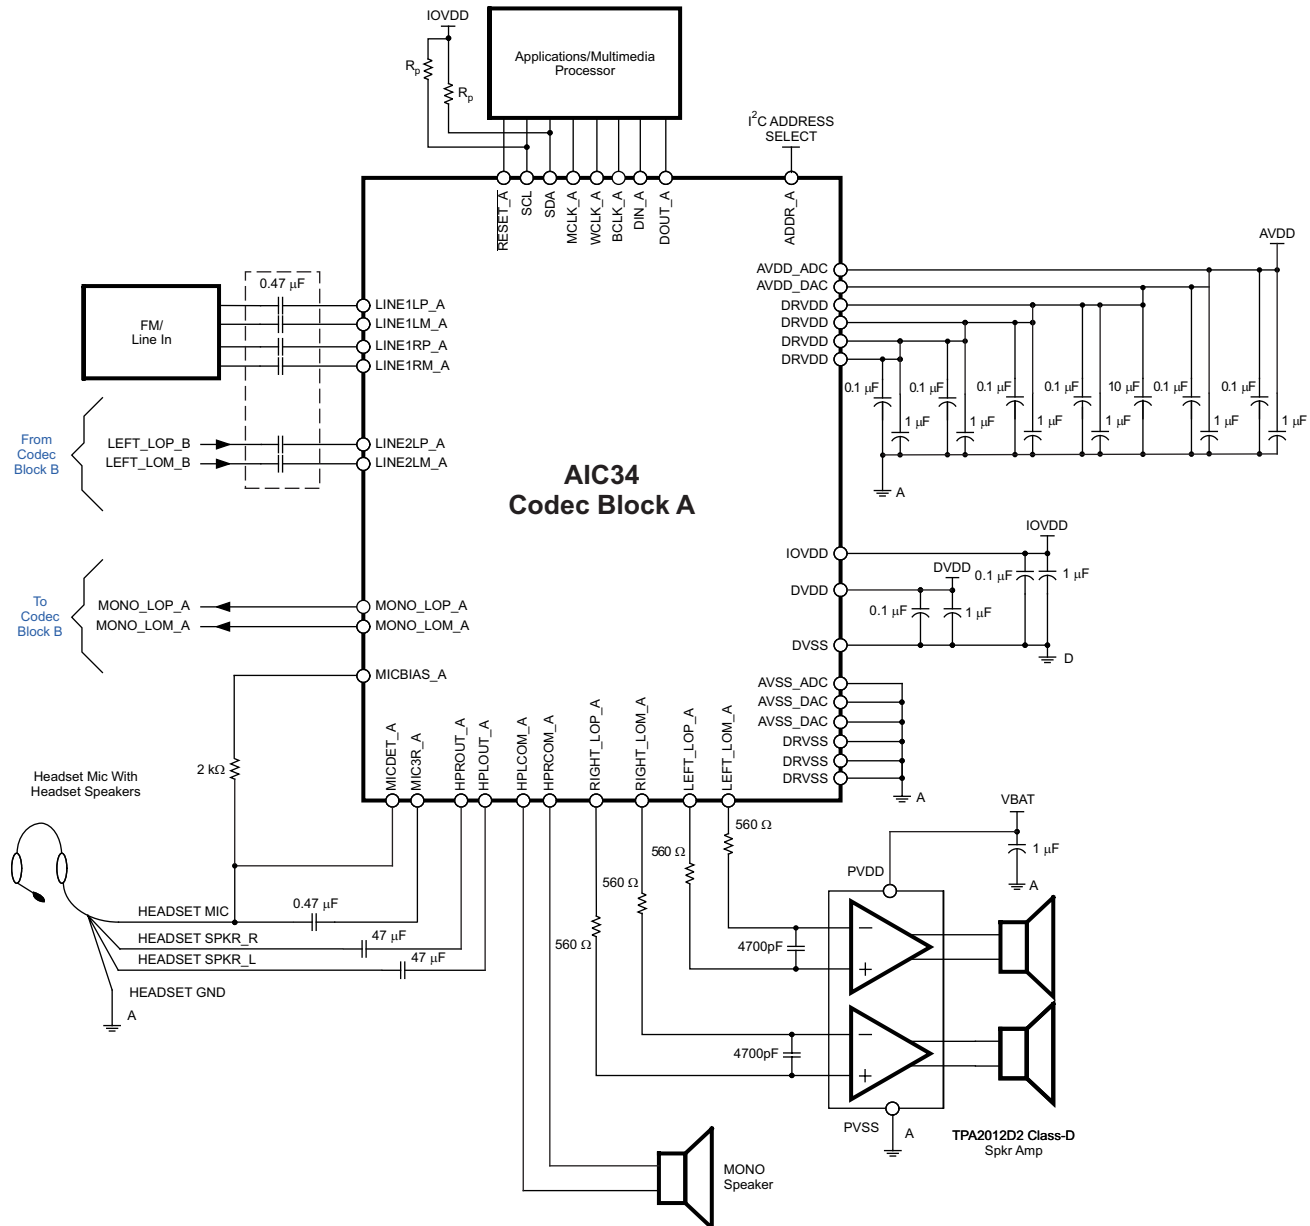 IOVDD
Applications/Multimedia
Processor
Rp
Rp
I2C ADDRESS
SELECT
RESET_A
SCL
SDA
MCLK_A
WCLK_A
BCLK_A
DIN_A
DOUT_A
ADDR_A
AVDD
AVDD_ADC
AVDD_DAC
DRVDD
DRVDD
DRVDD
DRVDD
0.47 μF
FM/
Line In
LINE1LP_A
LINE1LM_A
LINE1RP_A
LINE1RM_A
0.1 μF
0.1 μF
0.1 μF
0.1 μF
10 μF
0.1 μF
0.1 μF
1 μF
1 μF
1 μF
1 μF
1 μF
1 μF
A
From
Codec
Block B
LEFT_LOP_B
LEFT_LOM_B
LINE2LP_A
LINE2LM_A
AIC34
Codec Block A
IOVDD
IOVDD
0.1 μF
1 μF
DVDD
DVDD
0.1 μF
1 μF
DVSS
D
To
Codec
Block B
MONO_LOP_A
MONO_LOM_A
MONO_LOP_A
MONO_LOM_A
MICBIAS_A
AVSS_ADC
AVSS_DAC
AVSS_DAC
DRVSS
DRVSS
DRVSS
A
MICDET_A
MIC3R_A
HPROUT_A
HPLOUT_A
HPLCOM_A
HPRCOM_A
RIGHT_LOP_A
RIGHT_LOM_A
LEFT_LOP_A
LEFT_LOM_A
2 kΩ
Headset Mic With
Headset Speakers
560 Ω
560 Ω
560 Ω
560 Ω
VBAT
1 μF
A
PVDD
HEADSET MIC
0.47 μF
HEADSET SPKR_R
47 μF
HEADSET SPKR_L
47 μF
HEADSET GND
A
4700pF
−
+
4700pF
−
+
PVSS
A
TPA2012D2 Class-D
Spkr Amp
MONO
Speaker